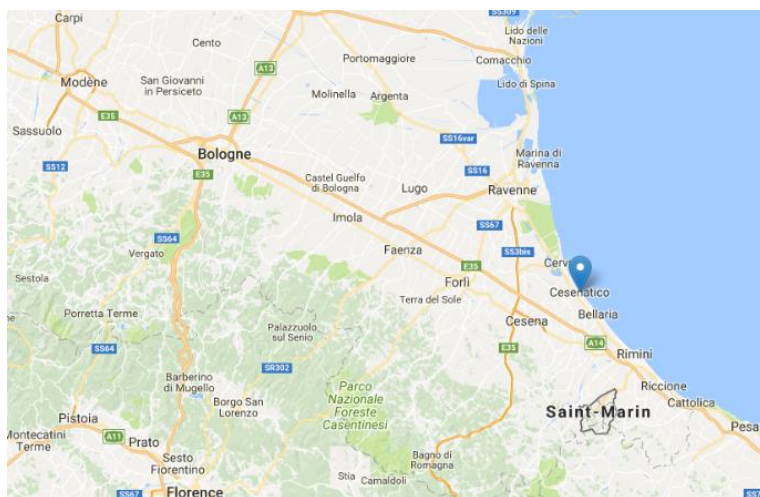 SS309
Lido delle
Nazioni
Carpi
Cento
Portomaggiore
Comacchio
A13
Modène
San Giovanni
in Persiceto
Molinella
Argenta
Lido di Spina
E35
A13
Sassuolo
SS16var
Bologne
Marina di
Ravenna
SS12
E35
Castel Guelfo
di Bologna
SS16
Lugo
Ravenne
Imola
SS67
SS64
Vergato
Faenza
SS3bis
E35
Sestola
Forlì
Cesenatico
Terra del Sole
Porretta Terme
Bellaria
Cesena
Palazzuolo
sul Senio
SS64
E35
A14
Rimini
SR302
Barberino
di Mugello
Riccione
Parco
Nazionale
Foreste
Casentinesi
Borgo San
Lorenzo
Cattolica
Saint-Marin
Pistoia
A11
Prato
Montecatini
Terme
Sesto
Fiorentino
Bagno di
Romagna
Stia
Camaldoli
SS67
Florence